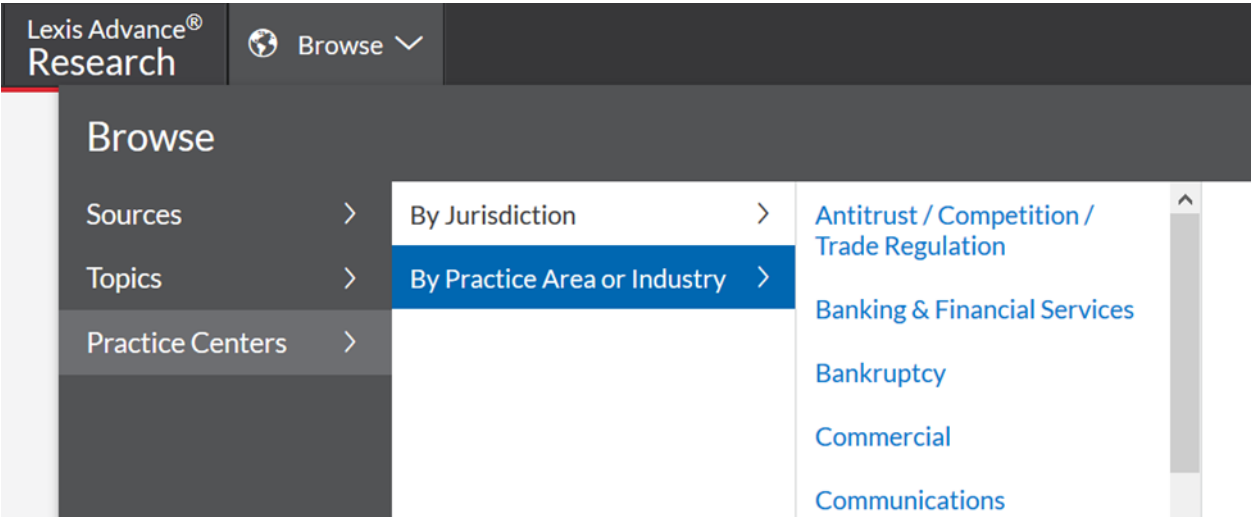 Lexis Advance®
Research
Browse
Browse
Sources
Topics
Practice Centers
By Jurisdiction
By Practice Area or Industry
Antitrust / Competition /
Trade Regulation
Banking & Financial Services
Bankruptcy
Commercial
Communications